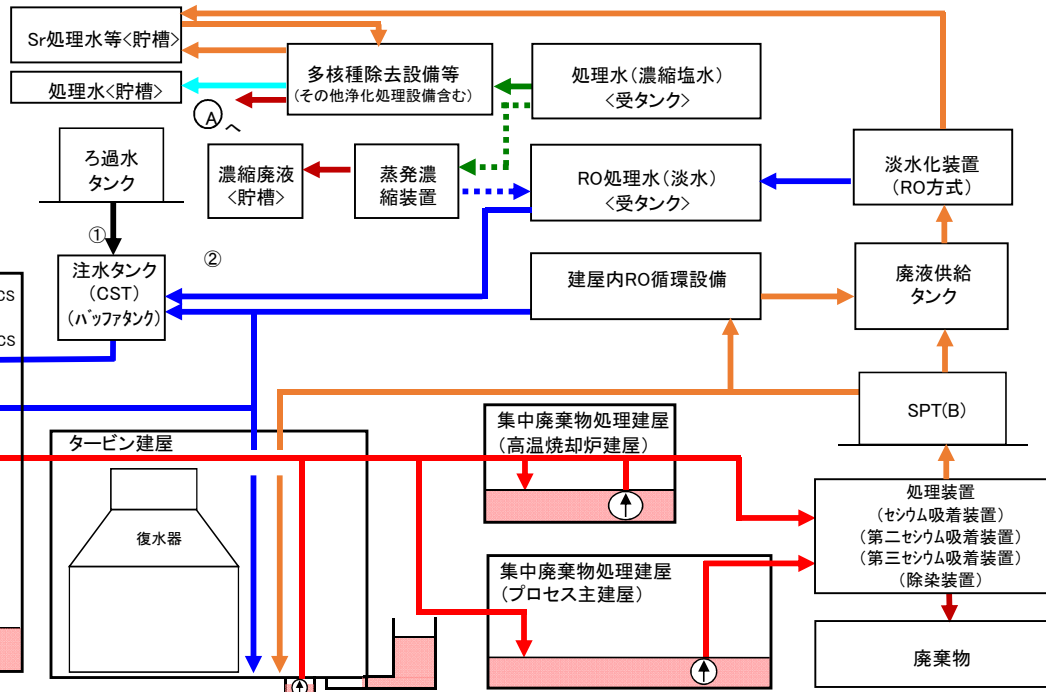 Sr処理水等<貯槽>
多核種除去設備等
(その他浄化処理設備含む)
処理水(濃縮塩水)
<受タンク>
処理水<貯槽>
Aへ
ろ過水
タンク
濃縮廃液
<貯槽>
蒸発濃
縮装置
RO処理水(淡水)
<受タンク>
淡水化装置
(RO方式)
①
②
注水タンク
(CST)
(バッファタンク)
建屋内RO循環設備
廃液供給
タンク
CS
CS
SPT(B)
タービン建屋
復水器
集中廃棄物処理建屋
(高温焼却炉建屋)
処理装置
(セシウム吸着装置)
(第二セシウム吸着装置)
(第三セシウム吸着装置)
(除染装置)
集中廃棄物処理建屋
(プロセス主建屋)
廃棄物